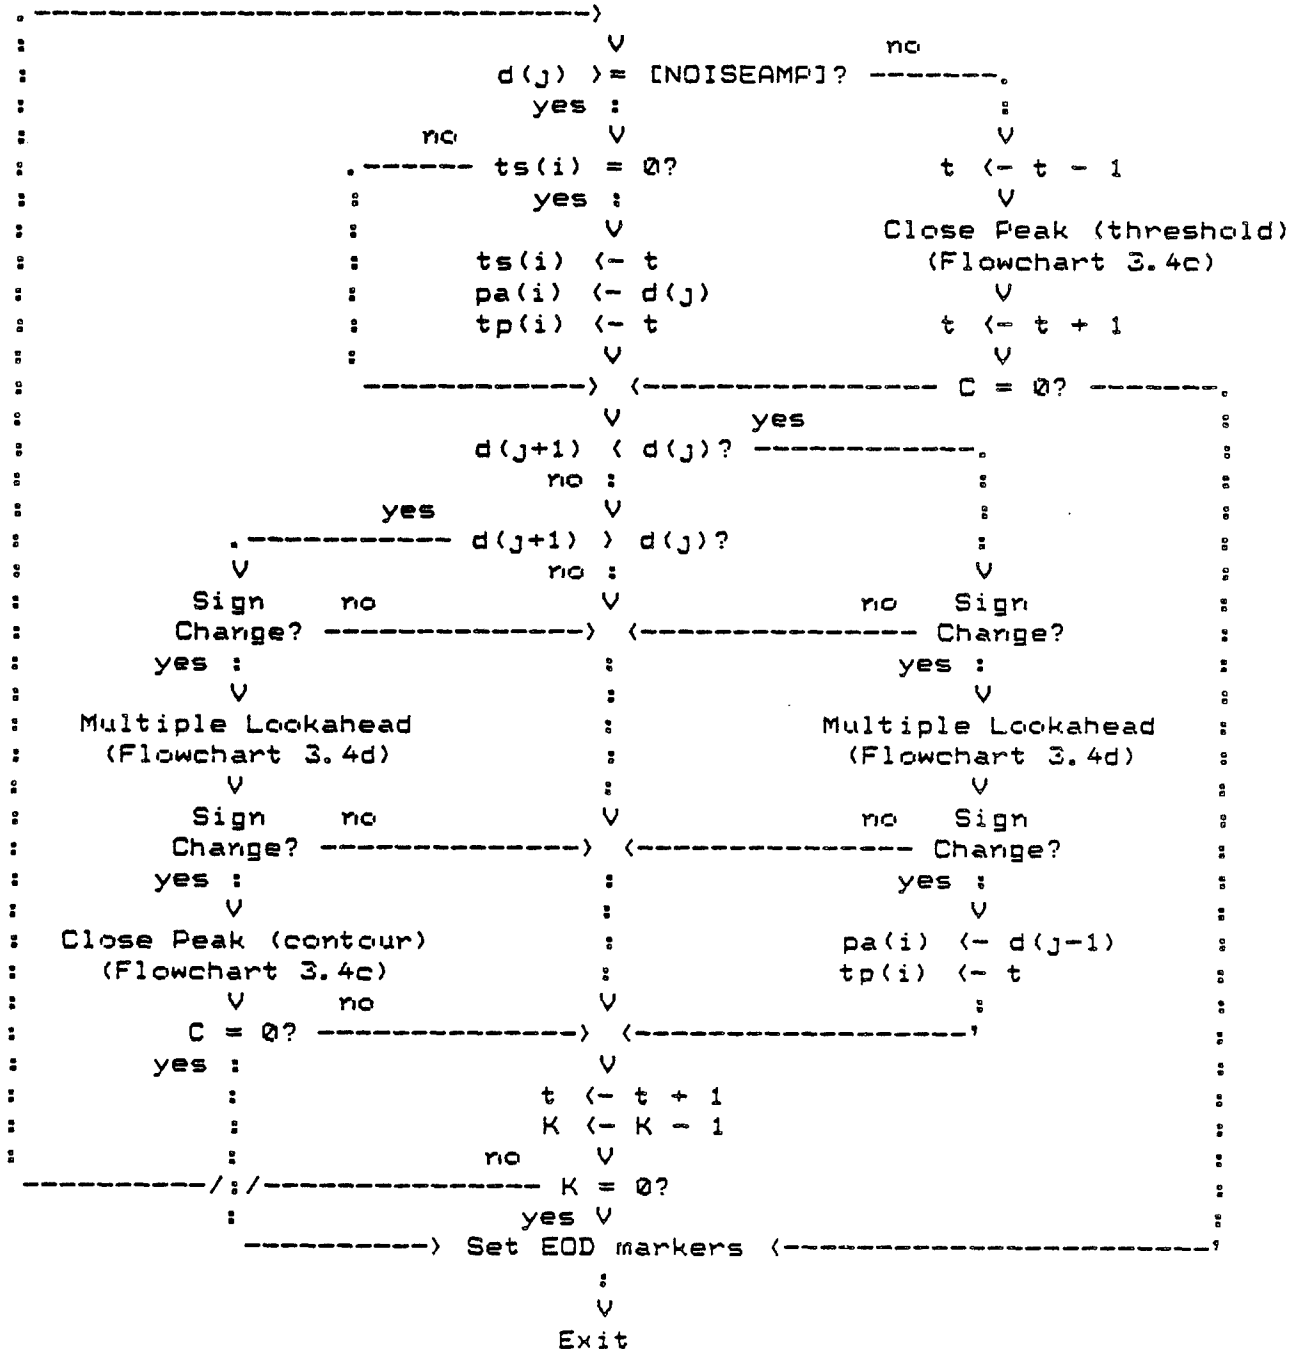 no
d(j) >= [NOISEAMP]?
yes
no
ts(i) = 0? t <- t - 1
yes
Close Peak (threshold)
ts(i) <- t (Flowchart 3.4c)
pa(i) <- d(j)
tp(i) <- t t <- t + 1
C = 0?
yes
d(j+1) < d(j)?
no
yes
d(j+1) > d(j)?
no
Sign no no Sign
Change? Change?
yes yes
Multiple Lookahead Multiple Lookahead
(Flowchart 3.4d) (Flowchart 3.4d)
Sign no no Sign
Change? Change?
yes yes
Close Peak (contour) pa(i) <- d(j-1)
(Flowchart 3.4c) tp(i) <- t
no
C = 0?
yes
t <- t + 1
K <- K - 1
no
K = 0?
yes
Set EOD markers
Exit